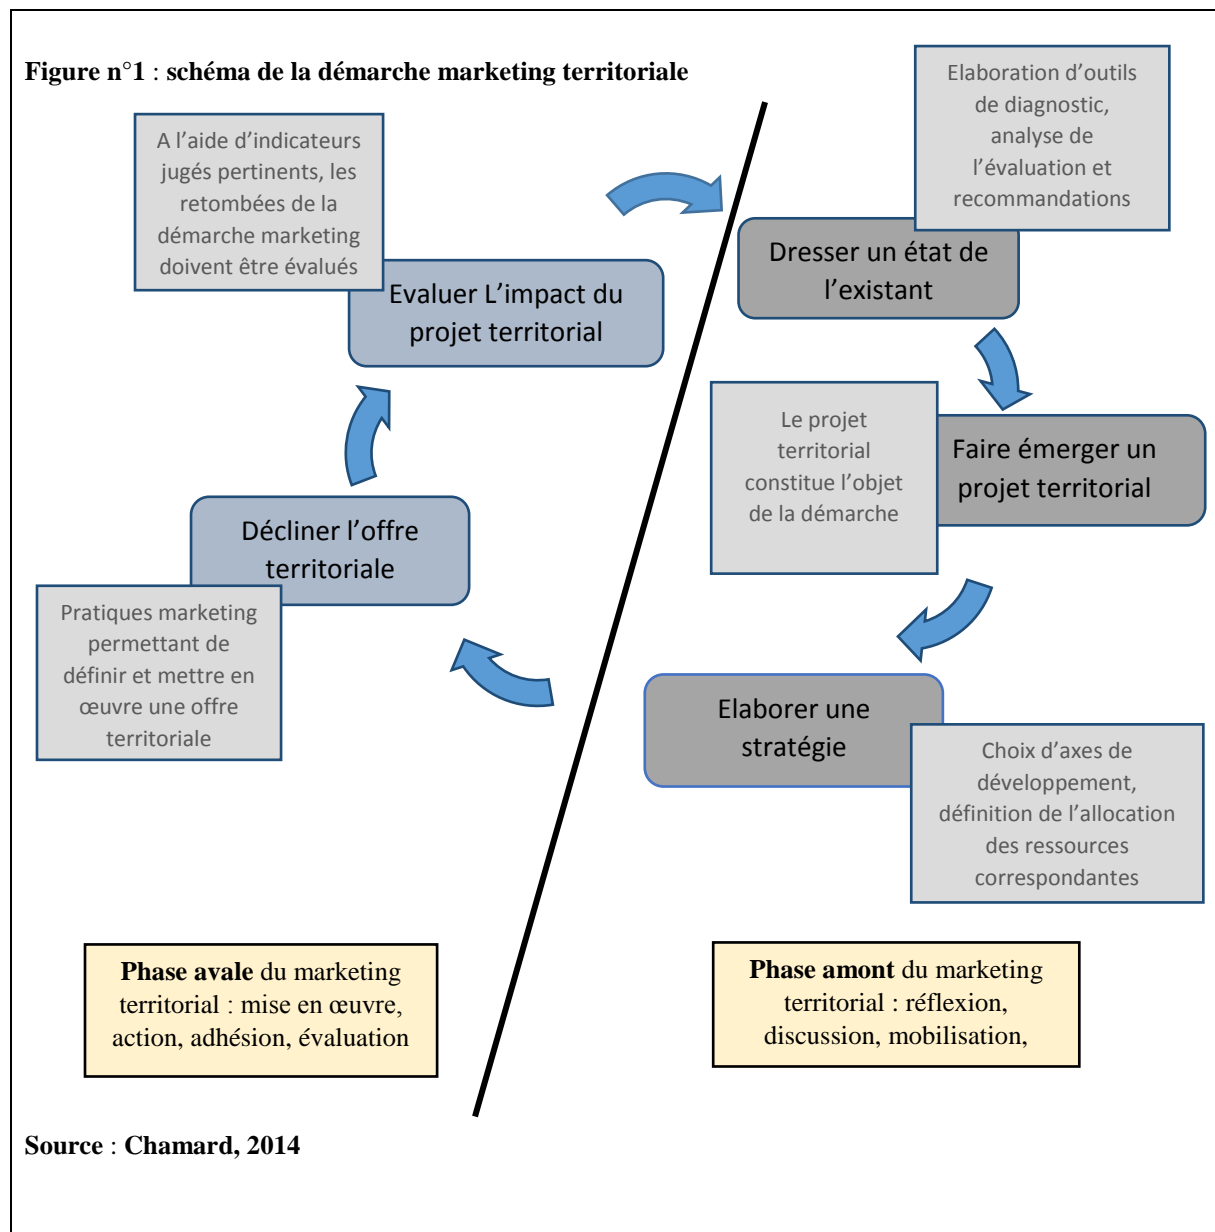 Figure n°1 : schéma de la démarche marketing territoriale
Elaboration d’outils
de diagnostic,
analyse de
l’évaluation et
recommandations
Dresser un état de
l’existant
Le projet
territorial
constitue l’objet
de la démarche
Faire émerger un
projet territorial
Elaborer une
stratégie
Choix d’axes de
développement,
définition de l’allocation
des ressources
correspondantes
Décliner l’offre
territoriale
Pratiques marketing
permettant de
définir et mettre en
œuvre une offre
territoriale
A l’aide d’indicateurs
jugés pertinents, les
retombées de la
démarche marketing
doivent être évalués
Evaluer L’impact du
projet territorial
Phase avale du marketing
territorial : mise en œuvre,
action, adhésion, évaluation
Phase amont du marketing
territorial : réflexion,
discussion, mobilisation,
Source : Chamard, 2014